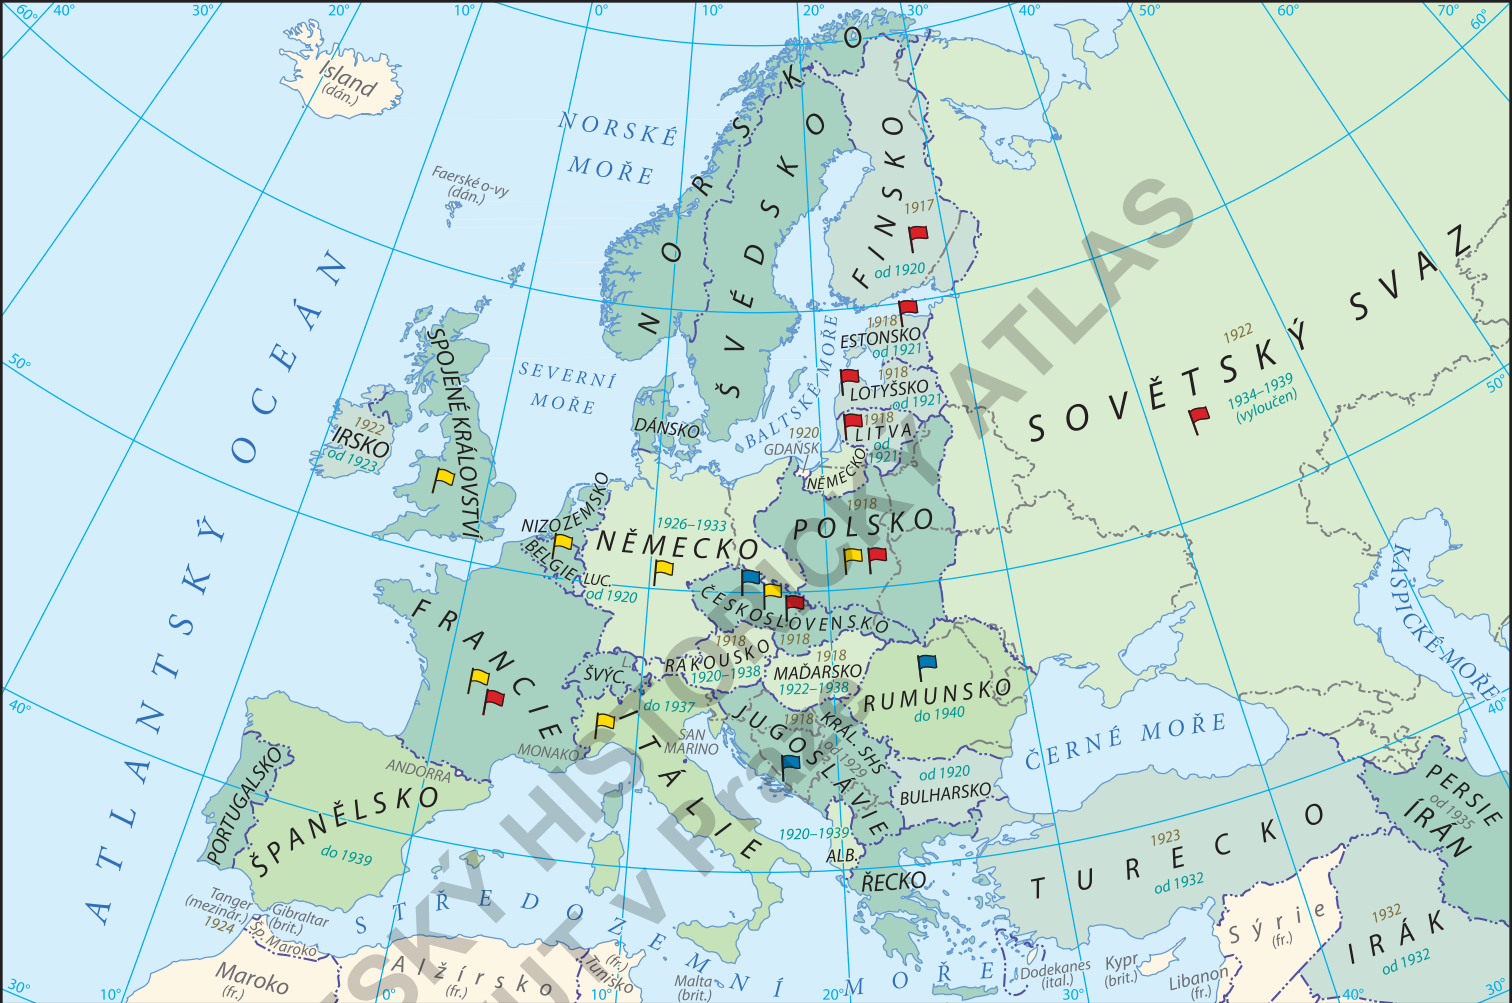 60°
40°
30°
20°
10°
0°
10°
20°
30°
40°
50°
60°
70°
60°
Island
(dán.)
NORSKÉ
MOŘE
Faerské o-vy
(dán.)
NORSKO
ŠVÉDSKO
FINSKO
1917
od 1920
ATLANTSKÝ OCEÁN
50°
SPOJENÉ KRÁLOVSTVÍ
1922
IRSKO
od 1923
SEVERNÍ
MOŘE
DÁNSKO
BALTSKÉ MOŘE
1918
ESTONSKO
od 1921
1918
LOTYŠSKO
od 1921
1918
LITVA
od
1921
1920
GDAŇSK
NĚMECKO
SOVĚTSKÝ SVAZ
1922
1934–1939
(vyloučen)
50°
NIZOZEMSKO
BELGIE
LUC.
od 1920
1926–1933
NĚMECKO
1918
POLSKO
ČESKOSLOVENSKO
1918
FRANCIE
ŠVÝC.
L.
1918
RAKOUSKO
1920–1938
1918
MAĎARSKO
1922–1938
RUMUNSKO
do 1940
KASPICKÉ MOŘE
40°
40°
do 1937
ITÁLIE
SAN
MARINO
MONAKO
ANDORRA
1918
KRÁL. SHS
od 1929
JUGOSLÁVIE
od 1920
BULHARSKO
ČERNÉ MOŘE
PORTUGALSKO
ŠPANĚLSKO
do 1939
1920–1939
ALB.
ŘECKO
1923
TURECKO
od 1932
PERSIE
od 1935
ÍRÁN
Tanger
(mezinár.)
1924
Gibraltar
(brit.)
Šp. Maroko
STŘEDOZEMNÍ MOŘE
Maroko
(fr.)
Alžírsko
(fr.)
(fr.)
Tunisko
Malta
(brit.)
Dodekanes
(ital.)
Kypr
(brit.)
Libanon
(fr.)
Sýrie
(fr.)
1932
IRÁK
od 1932
30°
10°
0°
10°
20°
30°
40°
30°
SKÝ HISTORICKÝ ATLAS
UT V Praze